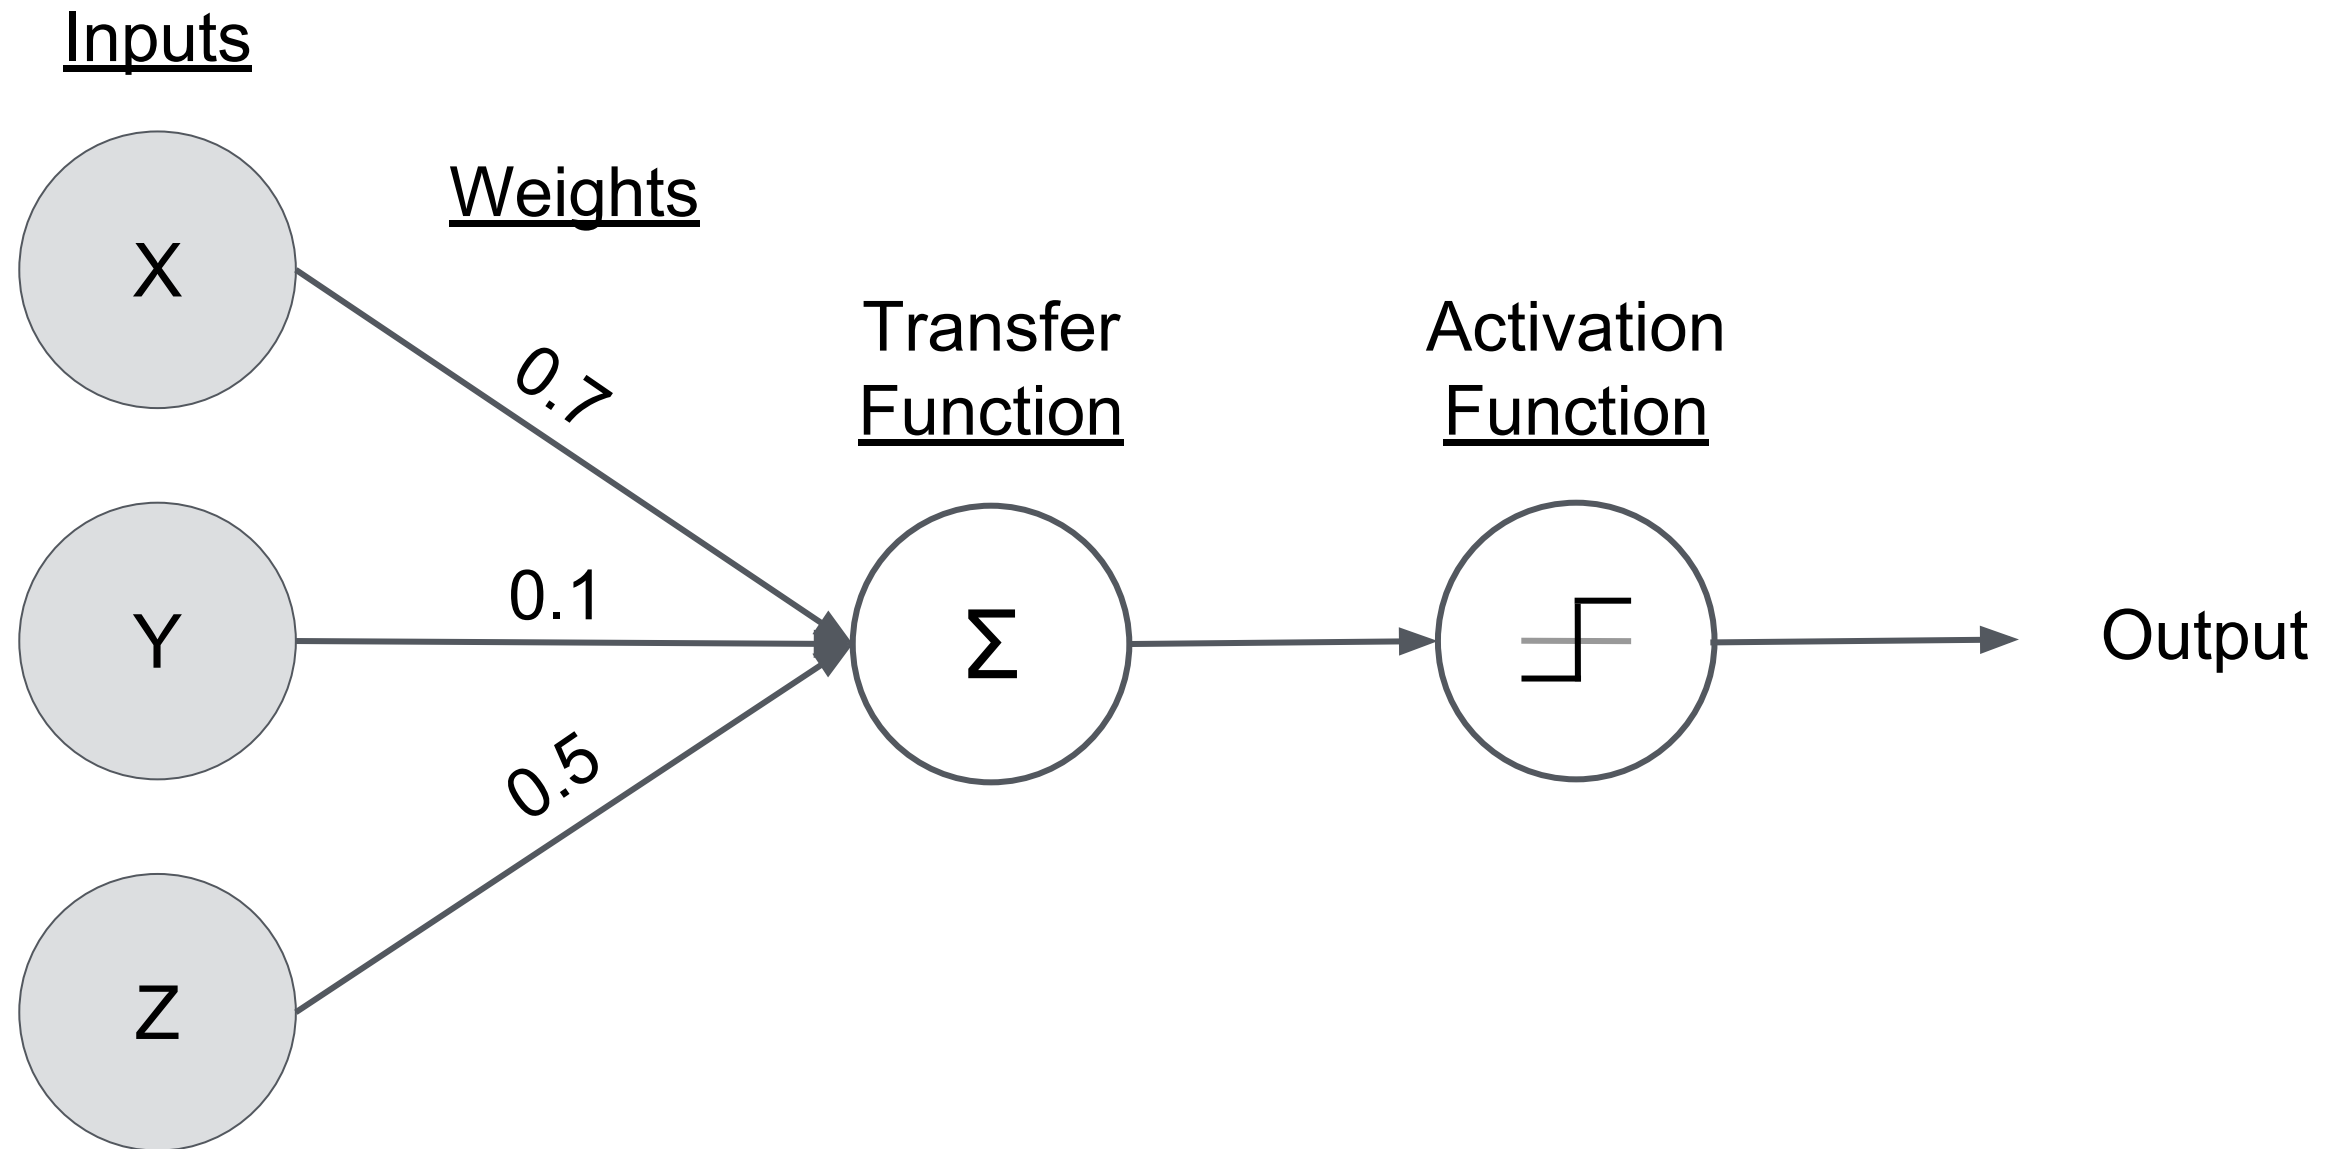 Inputs
Weights
X
0.7
Transfer
Function
Activation
Function
Y
0.1
Σ
Output
0.5
Z